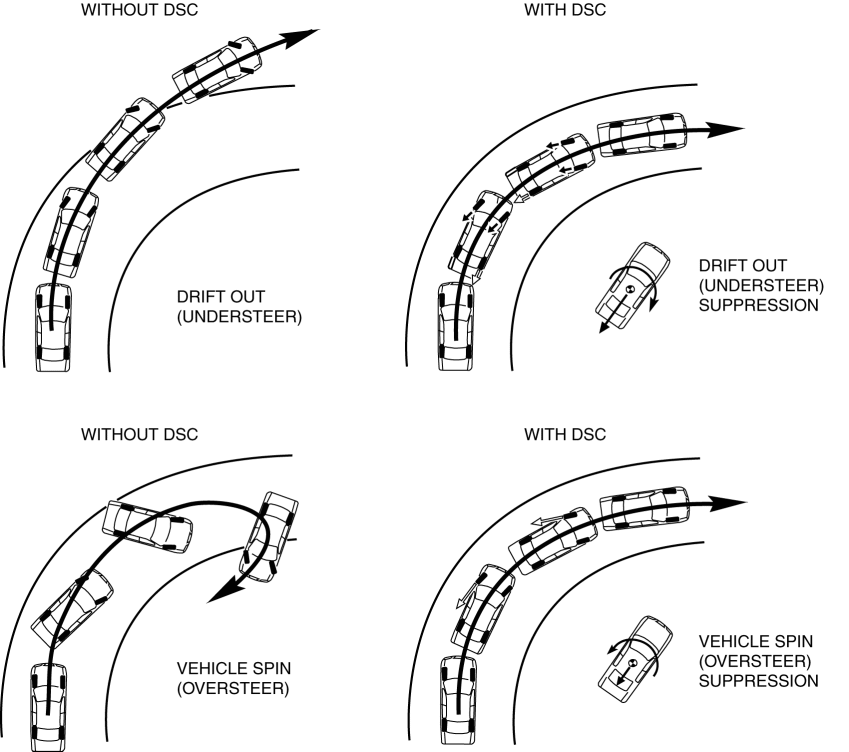 WITHOUT DSC
WITH DSC
DRIFT OUT
(UNDERSTEER)
DRIFT OUT
(UNDERSTEER)
SUPPRESSION
WITHOUT DSC
WITH DSC
VEHICLE SPIN
(OVERSTEER)
VEHICLE SPIN
(OVERSTEER)
SUPPRESSION